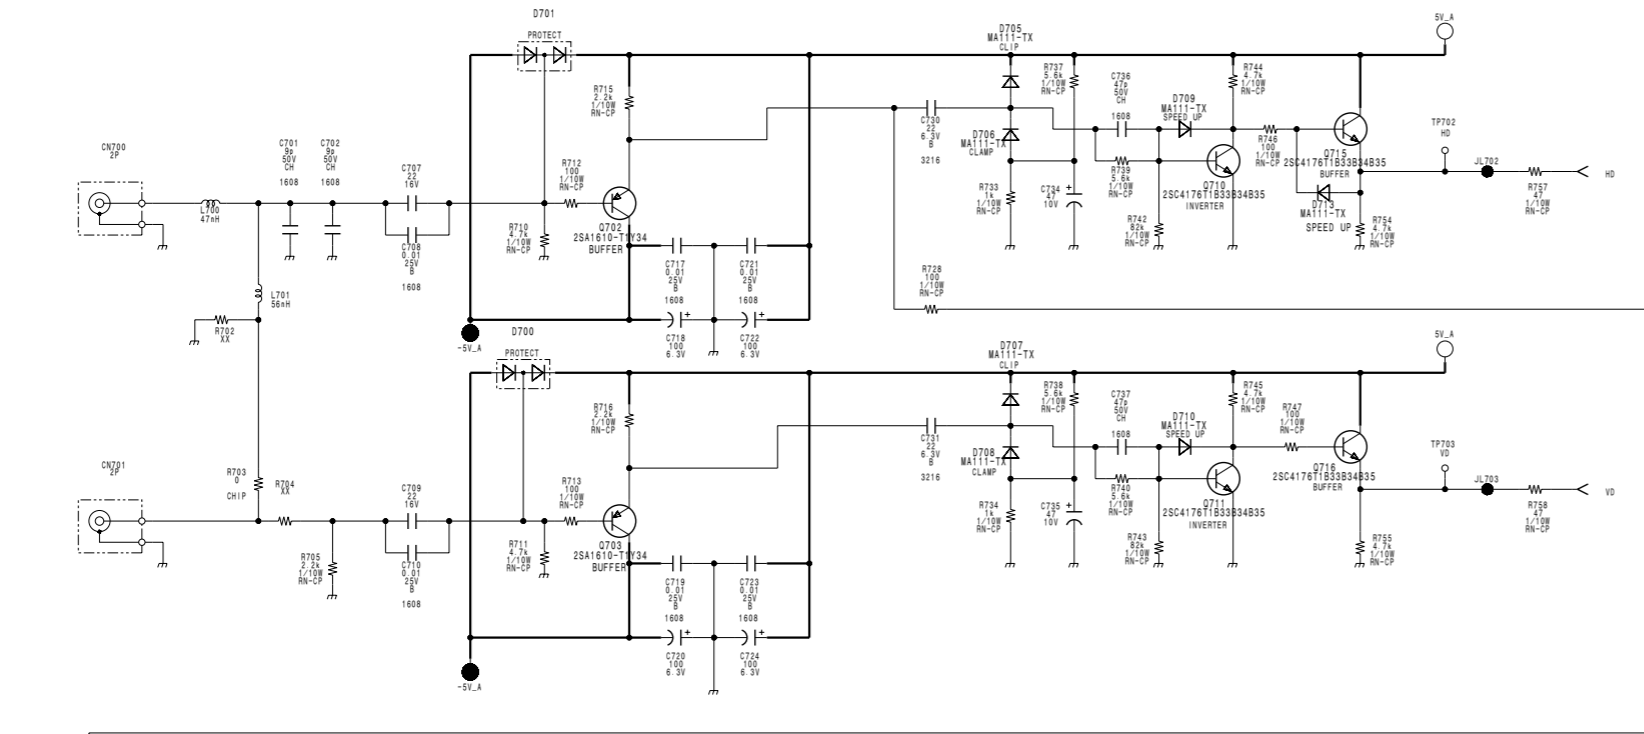 D701
PROTECT
R715
2.2k
1/10W
RN-CP
CN700
2P
C701
9p
50V
CH
1608
C702
9p
50V
CH
1608
C707
22
16V
R712
100
1/10W
RN-CP
L700
47nH
C708
0.01
25V
B
1608
R710
4.7k
1/10W
RN-CP
Q702
2SA1610-T1Y34
BUFFER
C717
0.01
25V
B
1608
C721
0.01
25V
B
1608
L701
56nH
R702
XX
-5V_A
C718
100
6.3V
C722
100
6.3V
D705
MA111-TX
CLIP
5V_A
R737
5.6k
1/10W
RN-CP
C736
47p
50V
CH
1608
R744
4.7k
1/10W
RN-CP
D709
MA111-TX
SPEED UP
C730
22
6.3V
B
3216
D706
MA111-TX
CLAMP
R746
100
1/10W
RN-CP
Q715
2SC4176T1B33B34B35
BUFFER
TP702
HD
JL702
R739
5.6k
1/10W
RN-CP
Q710
2SC4176T1B33B34B35
INVERTER
R733
1k
1/10W
RN-CP
C734
47
10V
R742
82k
1/10W
RN-CP
D713
MA111-TX
SPEED UP
R754
4.7k
1/10W
RN-CP
R757
47
1/10W
RN-CP
HD
R728
100
1/10W
RN-CP
D700
PROTECT
R716
2.2k
1/10W
RN-CP
CN701
2P
R703
0
CHIP
R704
XX
C709
22
16V
R713
100
1/10W
RN-CP
R705
2.2k
1/10W
RN-CP
C710
0.01
25V
B
1608
R711
4.7k
1/10W
RN-CP
Q703
2SA1610-T1Y34
BUFFER
C719
0.01
25V
B
1608
C723
0.01
25V
B
1608
-5V_A
C720
100
6.3V
C724
100
6.3V
D707
MA111-TX
CLIP
5V_A
R738
5.6k
1/10W
RN-CP
C737
47p
50V
CH
1608
R745
4.7k
1/10W
RN-CP
D710
MA111-TX
SPEED UP
R747
100
1/10W
RN-CP
C731
22
6.3V
B
3216
D708
MA111-TX
CLAMP
Q716
2SC4176T1B33B34B35
BUFFER
TP703
VD
JL703
R740
5.6k
1/10W
RN-CP
Q711
2SC4176T1B33B34B35
INVERTER
R734
1k
1/10W
RN-CP
C735
47
10V
R743
82k
1/10W
RN-CP
R755
4.7k
1/10W
RN-CP
R758
47
1/10W
RN-CP
VD